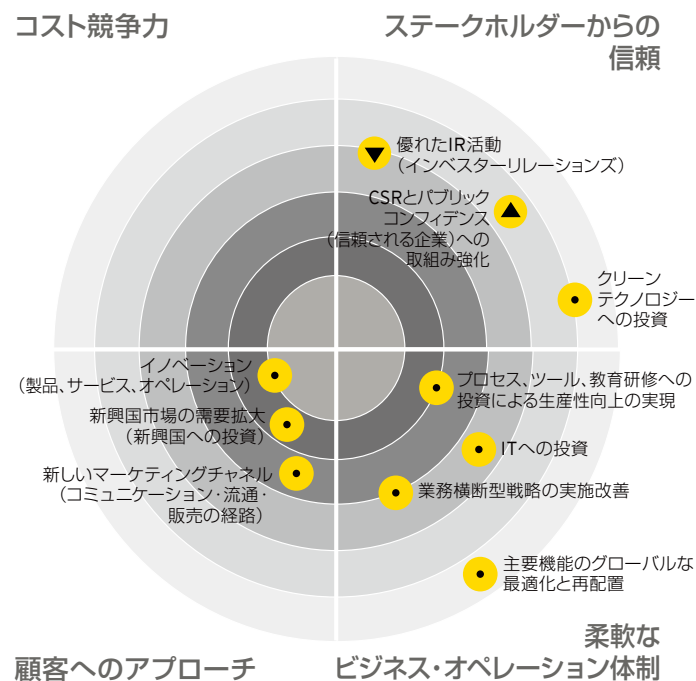 コスト競争力
ステークホルダーからの
信頼
優れたIR活動
（インベスターリレーションズ）
CSRとパブリック
コンフィデンス
（信頼される企業）への
取組み強化
クリーン
テクノロジー
への投資
イノベーション
（製品、サービス、オペレーション）
新興国市場の需要拡大
（新興国への投資）
新しいマーケティングチャネル
（コミュニケーション・流通・
販売の経路）
プロセス、ツール、教育研修への
投資による生産性向上の実現
ITへの投資
業務横断型戦略の実施改善
主要機能のグローバルな
最適化と再配置
顧客へのアプローチ
柔軟な
ビジネス・オペレーション体制